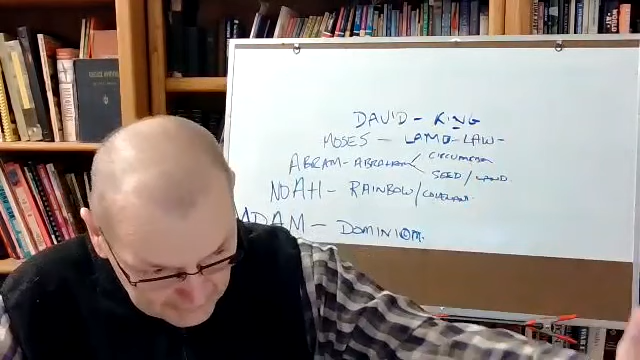 DAVID - KING
MOSES - LAMB - LAW -
ABRAM - ABRAHAM < CIRCUMCISION
SEED / LAND
NOAH - RAINBOW / COVENANT.
ADAM - DOMINION.